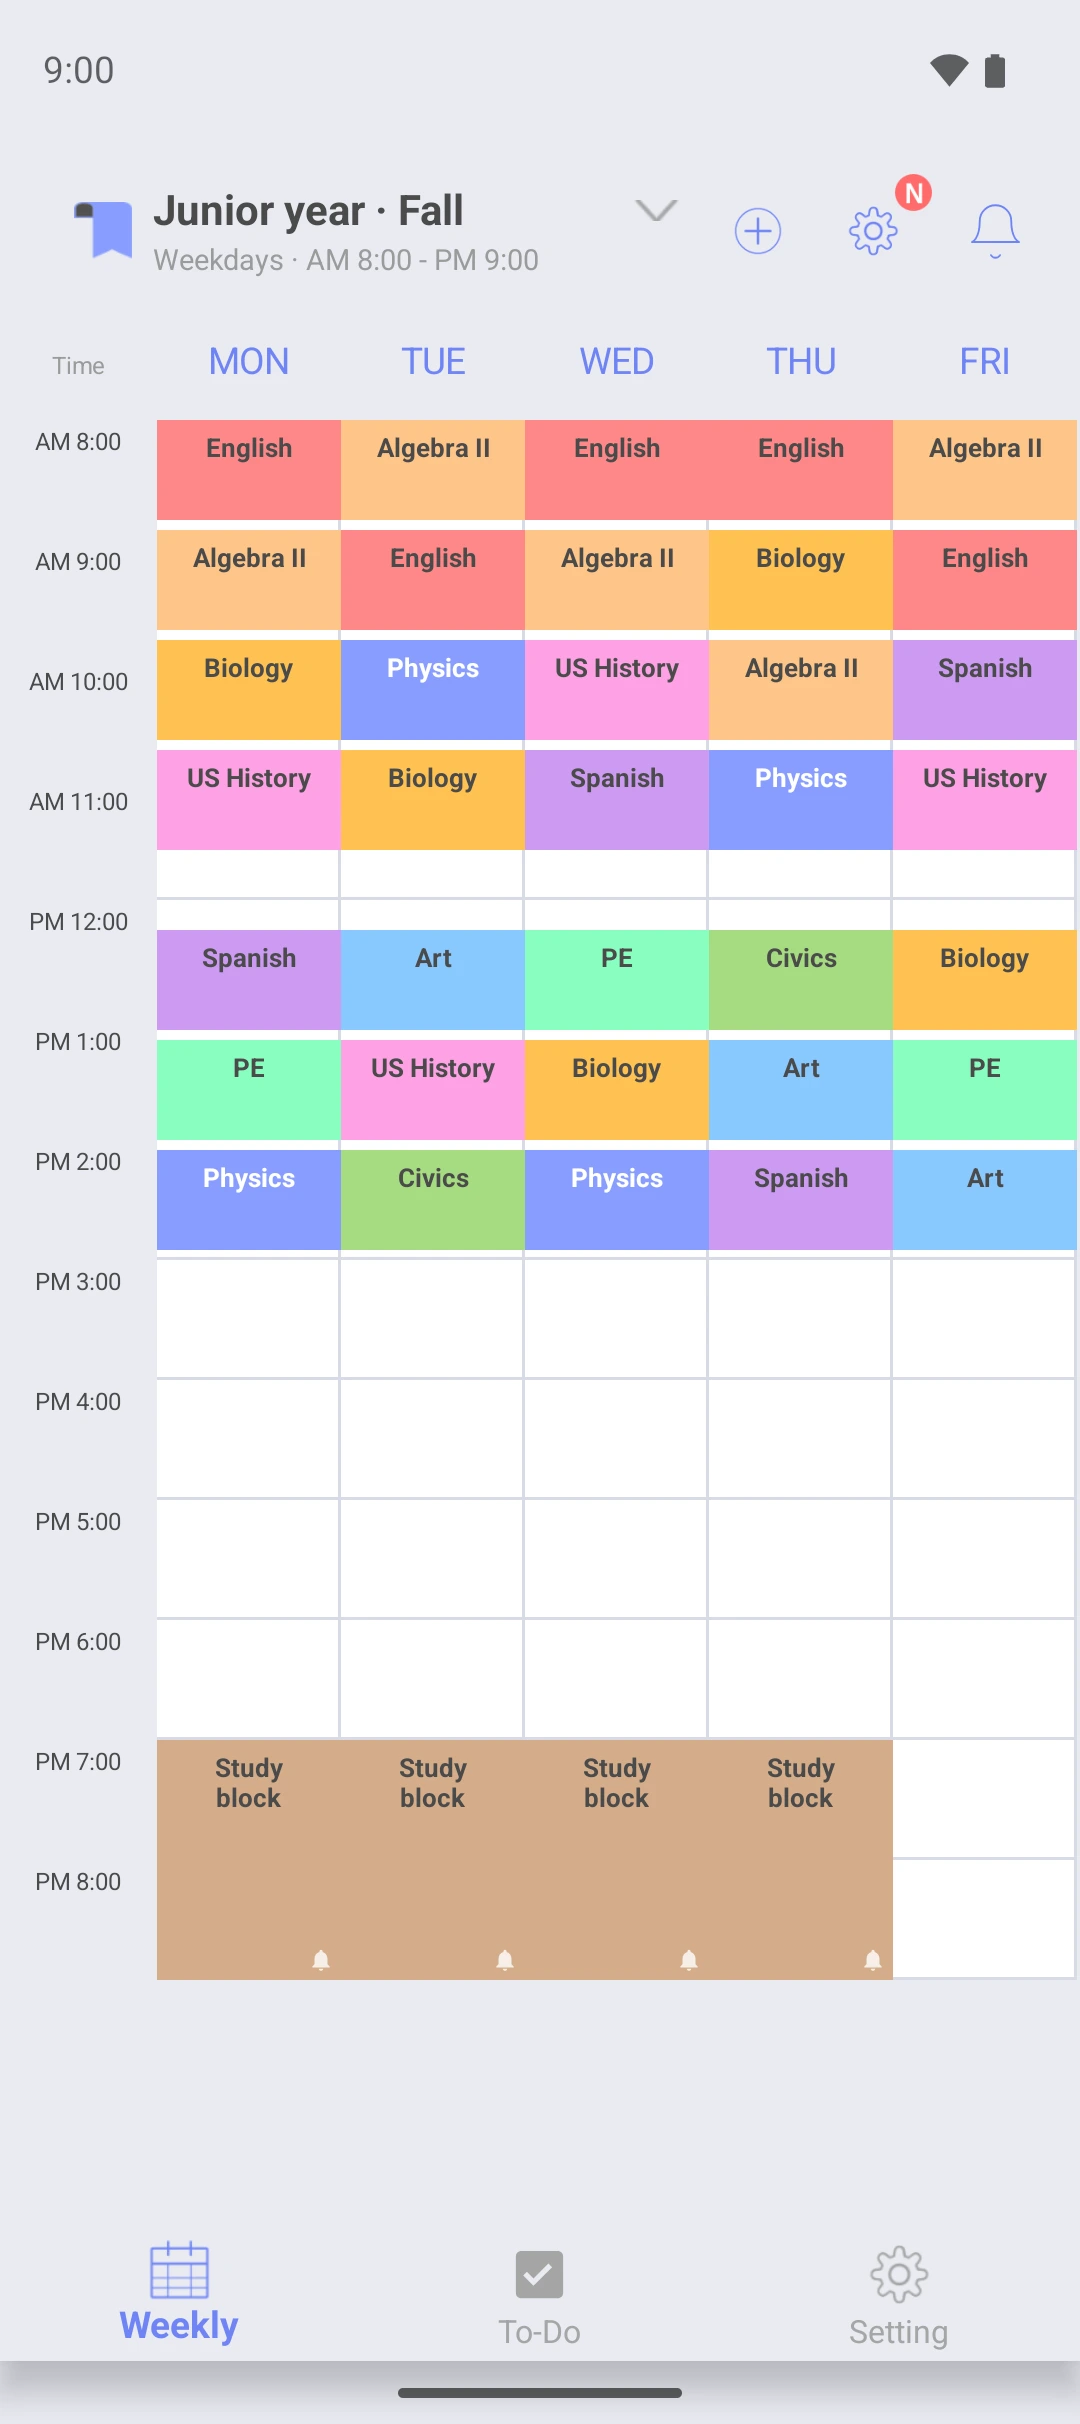 9:00
N
Junior year · Fall
Weekdays · AM 8:00 - PM 9:00
Time MON TUE WED THU FRI
AM 8:00 English Algebra II English English Algebra II
AM 9:00 Algebra II English Algebra II Biology English
AM 10:00 Biology Physics US History Algebra II Spanish
AM 11:00 US History Biology Spanish Physics US History
PM 12:00
Spanish Art PE Civics Biology
PM 1:00 PE US History Biology Art PE
PM 2:00 Physics Civics Physics Spanish Art
PM 3:00
PM 4:00
PM 5:00
PM 6:00
PM 7:00 Study block Study block Study block Study block
PM 8:00
Weekly To-Do Setting